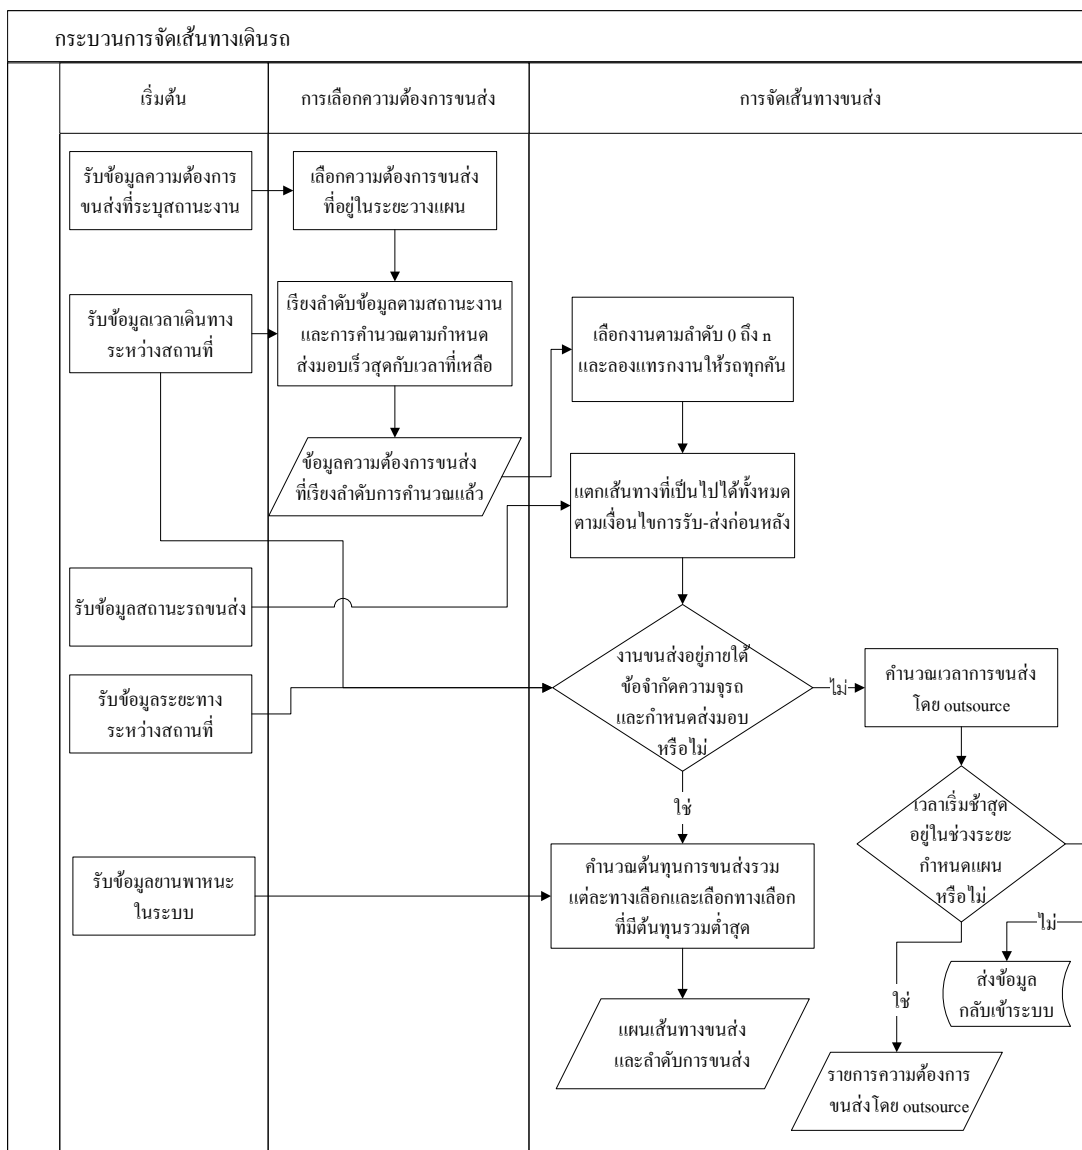 กระบวนการจัดเส้นทางเดินรถ
เริ่มต้น
การเลือกความต้องการขนส่ง
การจัดเส้นทางขนส่ง
รับข้อมูลความต้องการ
ขนส่งที่ระบุสถานะงาน
เลือกความต้องการขนส่ง
ที่อยู่ในระยะวางแผน
รับข้อมูลเวลาเดินทาง
ระหว่างสถานที่
เรียงลำดับข้อมูลตามสถานะงาน
และการคำนวณตามกำหนด
ส่งมอบเร็วสุดกับเวลาที่เหลือ
เลือกงานตามลำดับ 0 ถึง n
และลองแทรกงานให้รถทุกคัน
ข้อมูลความต้องการขนส่ง
ที่เรียงลำดับการคำนวณแล้ว
แตกเส้นทางที่เป็นไปได้ทั้งหมด
ตามเงื่อนไขการรับ-ส่งก่อนหลัง
รับข้อมูลสถานะรถขนส่ง
รับข้อมูลระยะทาง
ระหว่างสถานที่
งานขนส่งอยู่ภายใต้
ข้อจำกัดความจุรถ
และกำหนดส่งมอบ
หรือไม่
ไม่
คำนวณเวลาการขนส่ง
โดย outsource
ใช่
เวลาเริ่มช้าสุด
อยู่ในช่วงระยะ
กำหนดแผน
หรือไม่
รับข้อมูลยานพาหนะ
ในระบบ
คำนวณต้นทุนการขนส่งรวม
แต่ละทางเลือกและเลือกทางเลือก
ที่มีต้นทุนรวมต่ำสุด
ไม่
ส่งข้อมูล
กลับเข้าระบบ
ใช่
แผนเส้นทางขนส่ง
และลำดับการขนส่ง
รายการความต้องการ
ขนส่งโดย outsource